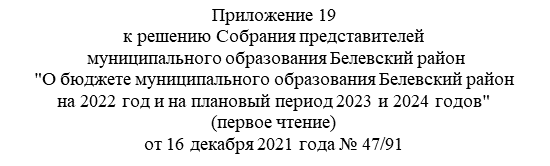 Приложение 19
к решению Собрания представителей
муниципального образования Белевский район
"О бюджете муниципального образования Белевский район
на 2022 год и на плановый период 2023 и 2024 годов"
(первое чтение)
от 16 декабря 2021 года № 47/91